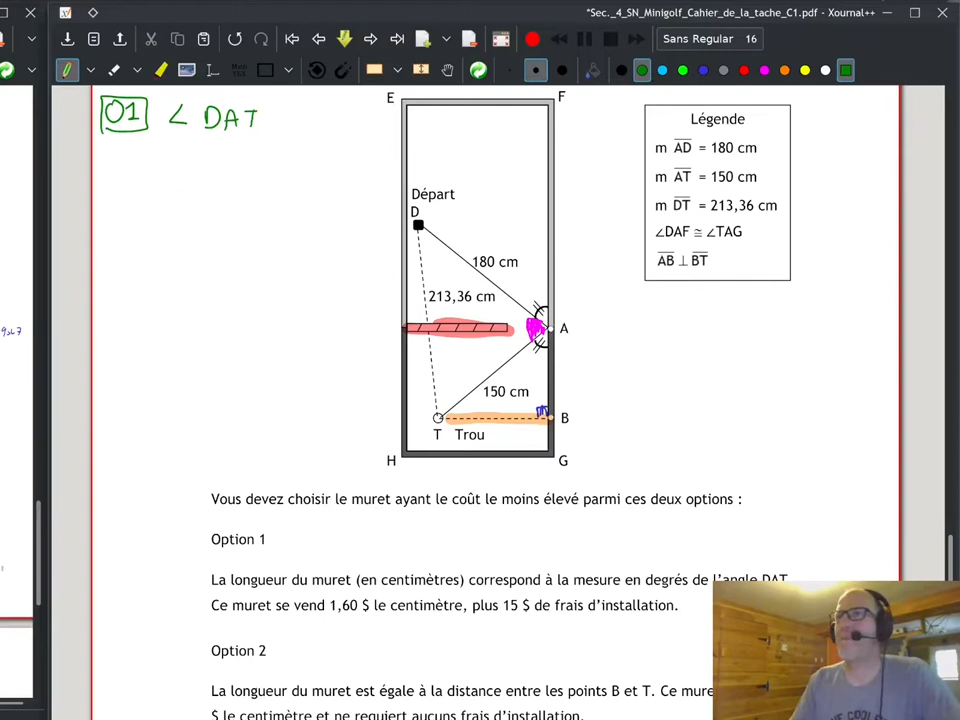 *Sec._4_SN_Minigolf_Cahier_de_la_tache_C1.pdf - Xournal++
Sans Regular 16
01 ∠ DAT
E F
Légende
m AD = 180 cm
m AT = 150 cm
m DT = 213,36 cm
∠DAF ≅ ∠TAG
AB ⊥ BT
Départ
D
180 cm
213,36 cm
A
150 cm
B
T Trou
H G
Vous devez choisir le muret ayant le coût le moins élevé parmi ces deux options :
Option 1
La longueur du muret (en centimètres) correspond à la mesure en degrés de l'angle DAT.
Ce muret se vend 1,60 $ le centimètre, plus 15 $ de frais d'installation.
Option 2
La longueur du muret est égale à la distance entre les points B et T. Ce muret
$ le centimètre et ne requiert aucuns frais d'installation.